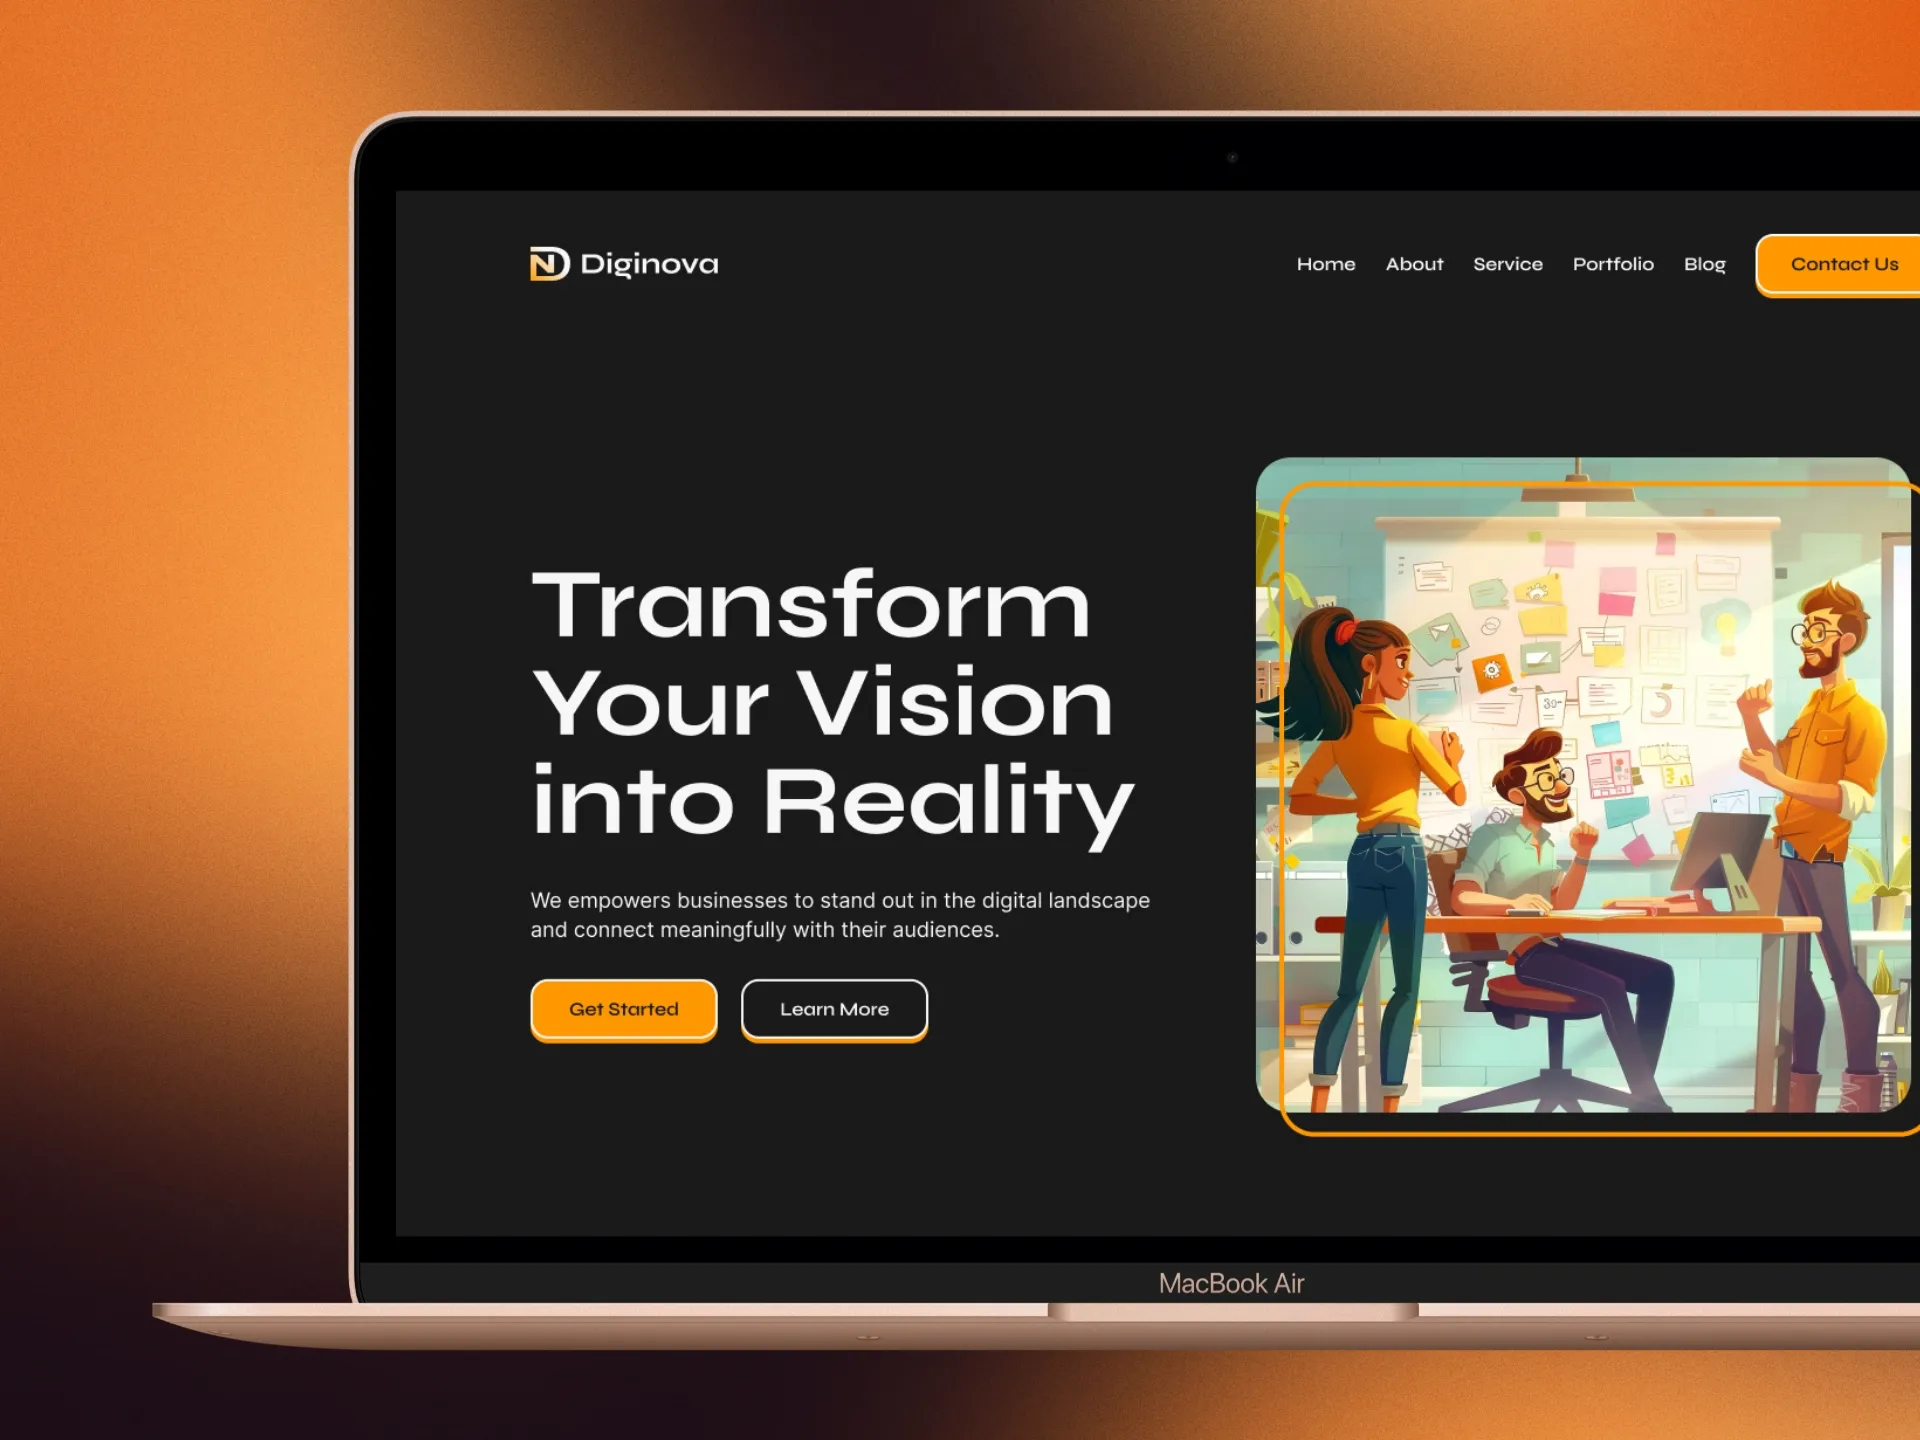 Diginova
Home About Service Portfolio Blog Contact Us
Transform
Your Vision
into Reality
We empowers businesses to stand out in the digital landscape
and connect meaningfully with their audiences.
Get Started Learn More
MacBook Air